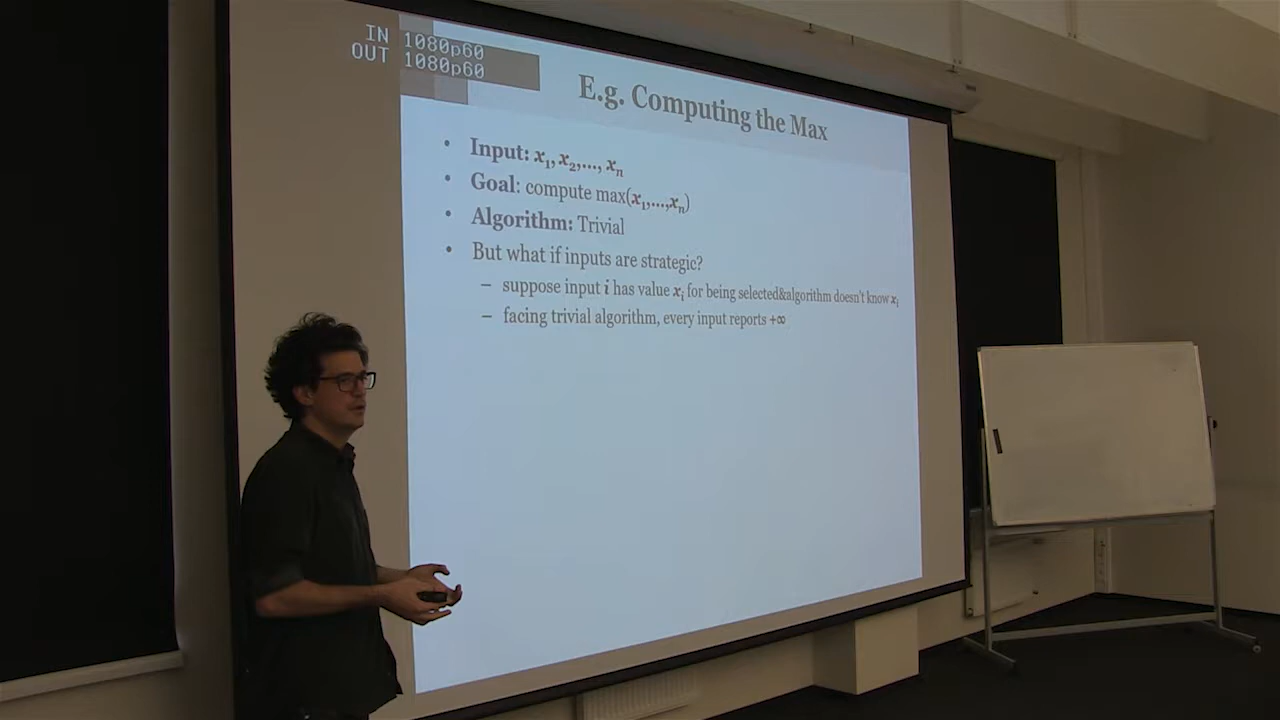 IN 1080p60
OUT 1080p60
E.g. Computing the Max
• Input: x₁, x₂,..., xₙ
• Goal: compute max(x₁,...,xₙ)
• Algorithm: Trivial
• But what if inputs are strategic?
– suppose input i has value xᵢ for being selected&algorithm doesn't know xᵢ
– facing trivial algorithm, every input reports +∞